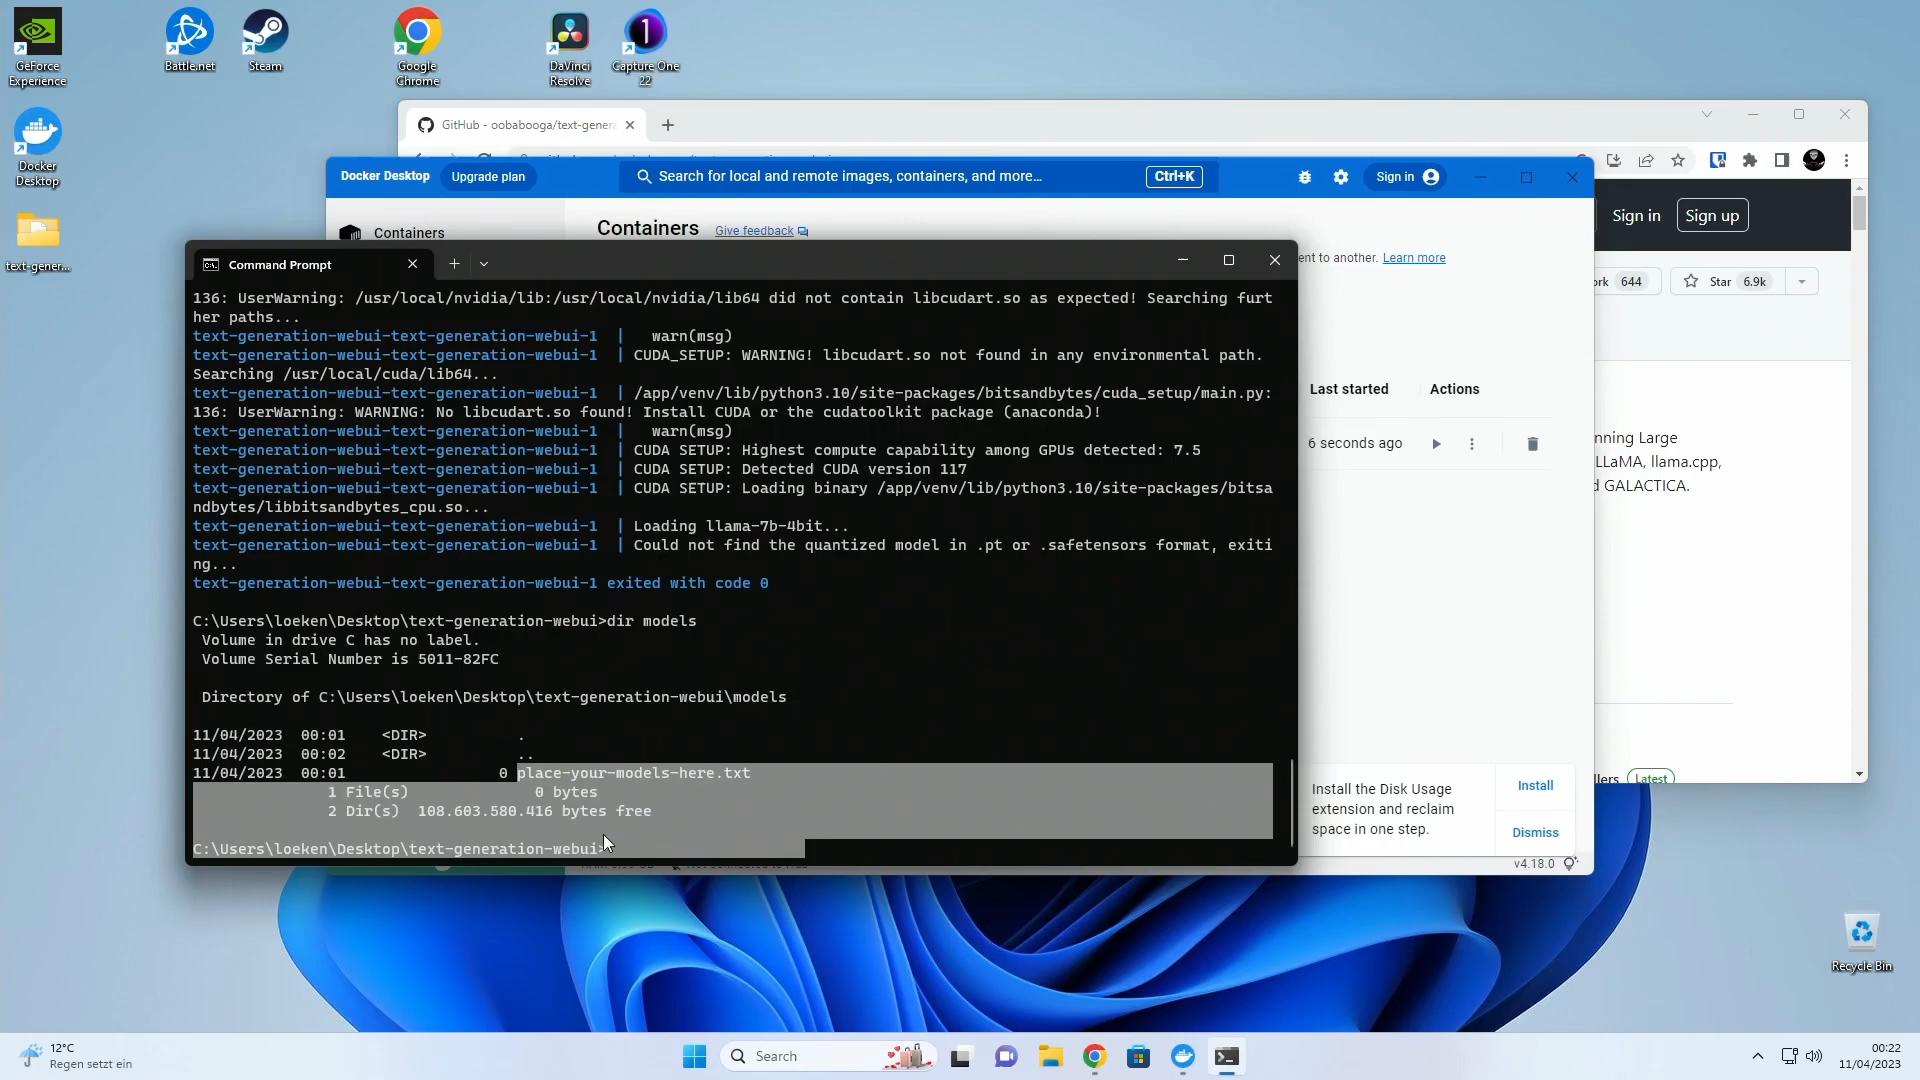 GeForce
Experience
Battle.net
Steam
Google
Chrome
DaVinci
Resolve
Capture One
22
Docker
Desktop
text-gener...
GitHub - oobabooga/text-genera
Docker Desktop
Upgrade plan
Search for local and remote images, containers, and more...
Ctrl+K
Sign in
Sign in
Sign up
Containers
Containers
Give feedback
ent to another. Learn more
ork 644
Star 6.9k
Command Prompt
136: UserWarning: /usr/local/nvidia/lib:/usr/local/nvidia/lib64 did not contain libcudart.so as expected! Searching furt
her paths...
text-generation-webui-text-generation-webui-1 | warn(msg)
text-generation-webui-text-generation-webui-1 | CUDA_SETUP: WARNING! libcudart.so not found in any environmental path.
Searching /usr/local/cuda/lib64...
text-generation-webui-text-generation-webui-1 | /app/venv/lib/python3.10/site-packages/bitsandbytes/cuda_setup/main.py:
136: UserWarning: WARNING: No libcudart.so found! Install CUDA or the cudatoolkit package (anaconda)!
text-generation-webui-text-generation-webui-1 | warn(msg)
text-generation-webui-text-generation-webui-1 | CUDA SETUP: Highest compute capability among GPUs detected: 7.5
text-generation-webui-text-generation-webui-1 | CUDA SETUP: Detected CUDA version 117
text-generation-webui-text-generation-webui-1 | CUDA SETUP: Loading binary /app/venv/lib/python3.10/site-packages/bitsa
ndbytes/libbitsandbytes_cpu.so...
text-generation-webui-text-generation-webui-1 | Loading llama-7b-4bit...
text-generation-webui-text-generation-webui-1 | Could not find the quantized model in .pt or .safetensors format, exiti
ng...
text-generation-webui-text-generation-webui-1 exited with code 0
C:\Users\loeken\Desktop\text-generation-webui>dir models
Volume in drive C has no label.
Volume Serial Number is 5011-82FC
Directory of C:\Users\loeken\Desktop\text-generation-webui\models
11/04/2023 00:01 <DIR> .
11/04/2023 00:02 <DIR> ..
11/04/2023 00:01 0 place-your-models-here.txt
1 File(s) 0 bytes
2 Dir(s) 108.603.580.416 bytes free
C:\Users\loeken\Desktop\text-generation-webui>
Last started
Actions
6 seconds ago
nning Large
LLaMA, llama.cpp,
d GALACTICA.
Install the Disk Usage
extension and reclaim
space in one step.
Install
Dismiss
Latest
v4.18.0
Recycle Bin
12°C
Regen setzt ein
Search
00:22
11/04/2023